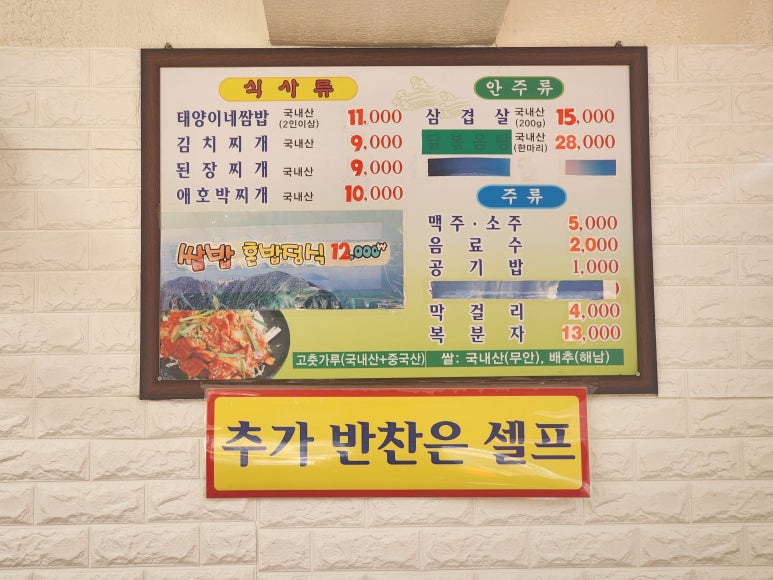 식사류
태양이네쌈밥 국내산 (2인이상) 11,000
김치찌개 국내산 9,000
된장찌개 국내산 9,000
애호박찌개 국내산 10,000
쌈밥 혼밥정식 12,000₩
안주류
삼겹살 국내산 (200g) 15,000
닭볶음탕 국내산 (한마리) 28,000
주류
맥주·소주 5,000
음료수 2,000
공기밥 1,000
막걸리 4,000
복분자 13,000
고춧가루(국내산+중국산) 쌀: 국내산(무안), 배추(해남)
추가 반찬은 셀프